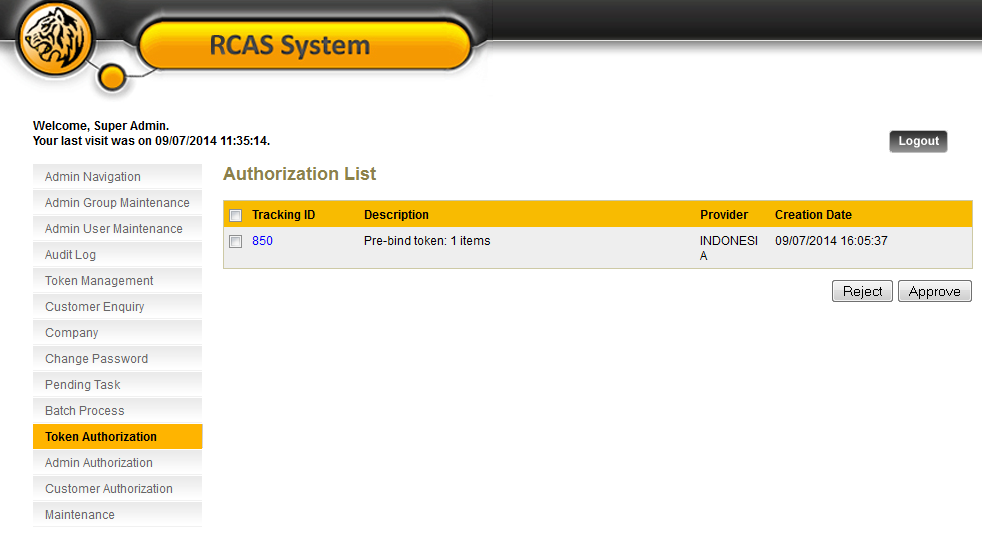 RCAS System
Welcome, Super Admin.
Your last visit was on 09/07/2014 11:35:14.
Logout
Admin Navigation
Admin Group Maintenance
Admin User Maintenance
Audit Log
Token Management
Customer Enquiry
Company
Change Password
Pending Task
Batch Process
Token Authorization
Admin Authorization
Customer Authorization
Maintenance
Authorization List
Tracking ID Description Provider Creation Date
850 Pre-bind token: 1 items INDONESI 09/07/2014 16:05:37
A
Reject Approve